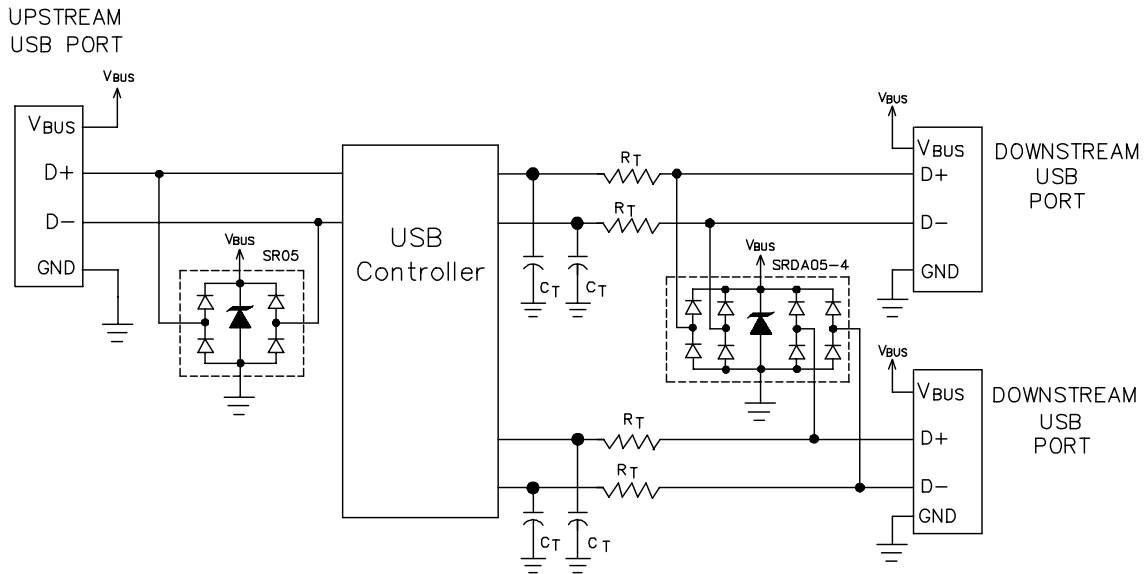 UPSTREAM
USB PORT
VBUS
VBUS
D+
D-
GND
VBUS
SR05
USB
Controller
RT
RT
CT
CT
VBUS
SRDA05-4
VBUS
VBUS
D+
D-
GND
DOWNSTREAM
USB
PORT
RT
RT
CT
CT
VBUS
VBUS
D+
D-
GND
DOWNSTREAM
USB
PORT